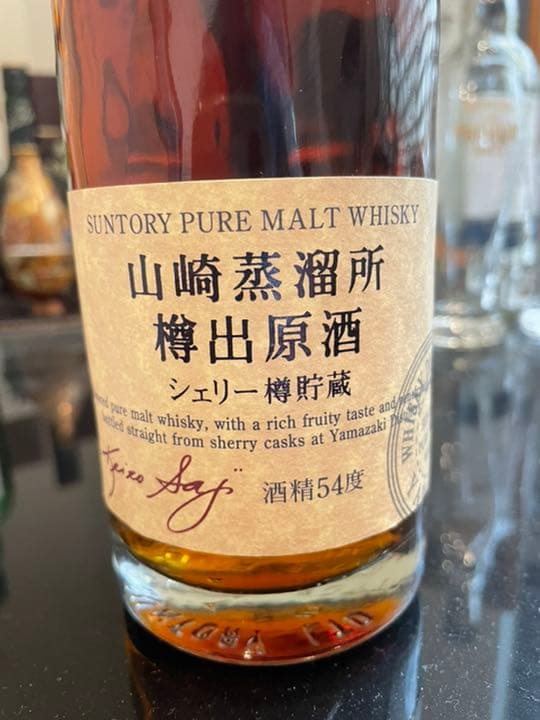 SUNTORY PURE MALT WHISKY
山崎蒸溜所
樽出原酒
シェリー樽貯蔵
pure malt whisky, with a rich fruity taste and
bottled straight from sherry casks at Yamazaki
Keizo Saji
酒精54度